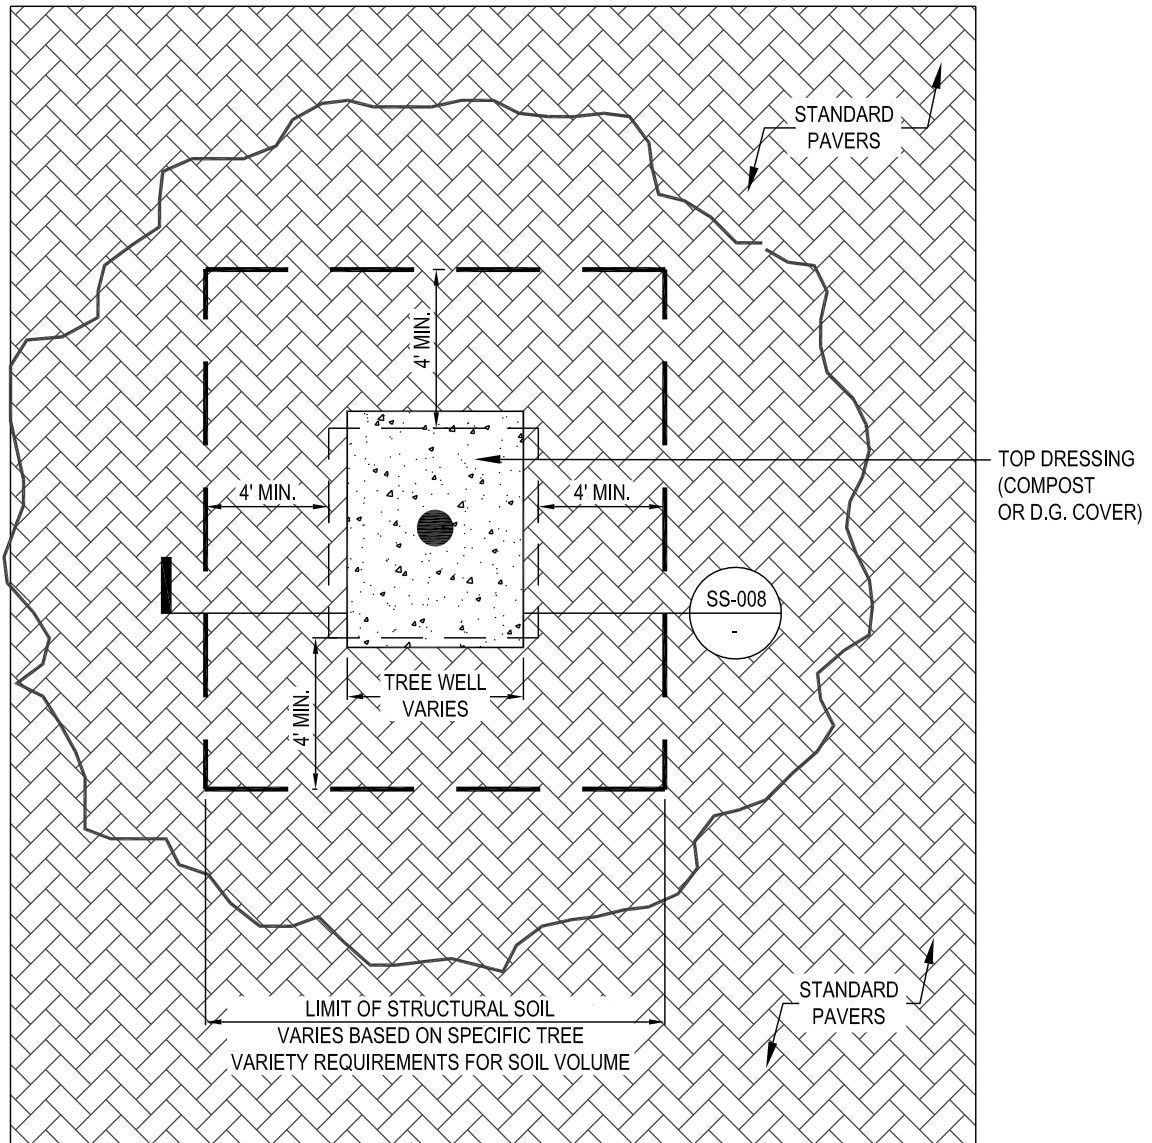 STANDARD
PAVERS
4' MIN.
TOP DRESSING
(COMPOST
OR D.G. COVER)
4' MIN.
4' MIN.
SS-008
-
TREE WELL
VARIES
4' MIN.
STANDARD
PAVERS
LIMIT OF STRUCTURAL SOIL
VARIES BASED ON SPECIFIC TREE
VARIETY REQUIREMENTS FOR SOIL VOLUME